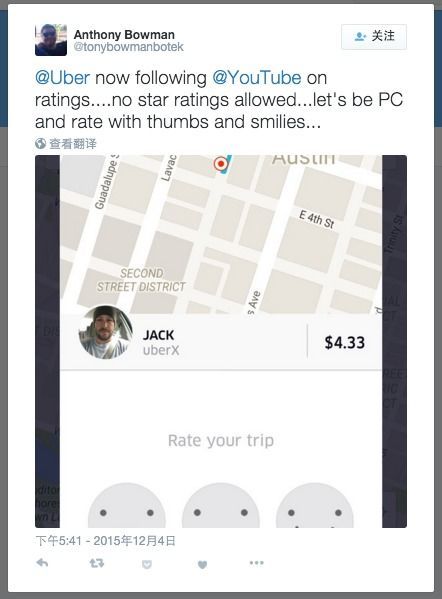 Anthony Bowman
@tonybowmanbotek
关注
@Uber now following @YouTube on
ratings....no star ratings allowed...let's be PC
and rate with thumbs and smilies...
查看翻译
Austin
Guadalupe S
Lavac
E 4th St
Trinity St
SECOND
STREET DISTRICT
s Ave
JACK
uberX
$4.33
Rate your trip
下午5:41 - 2015年12月4日